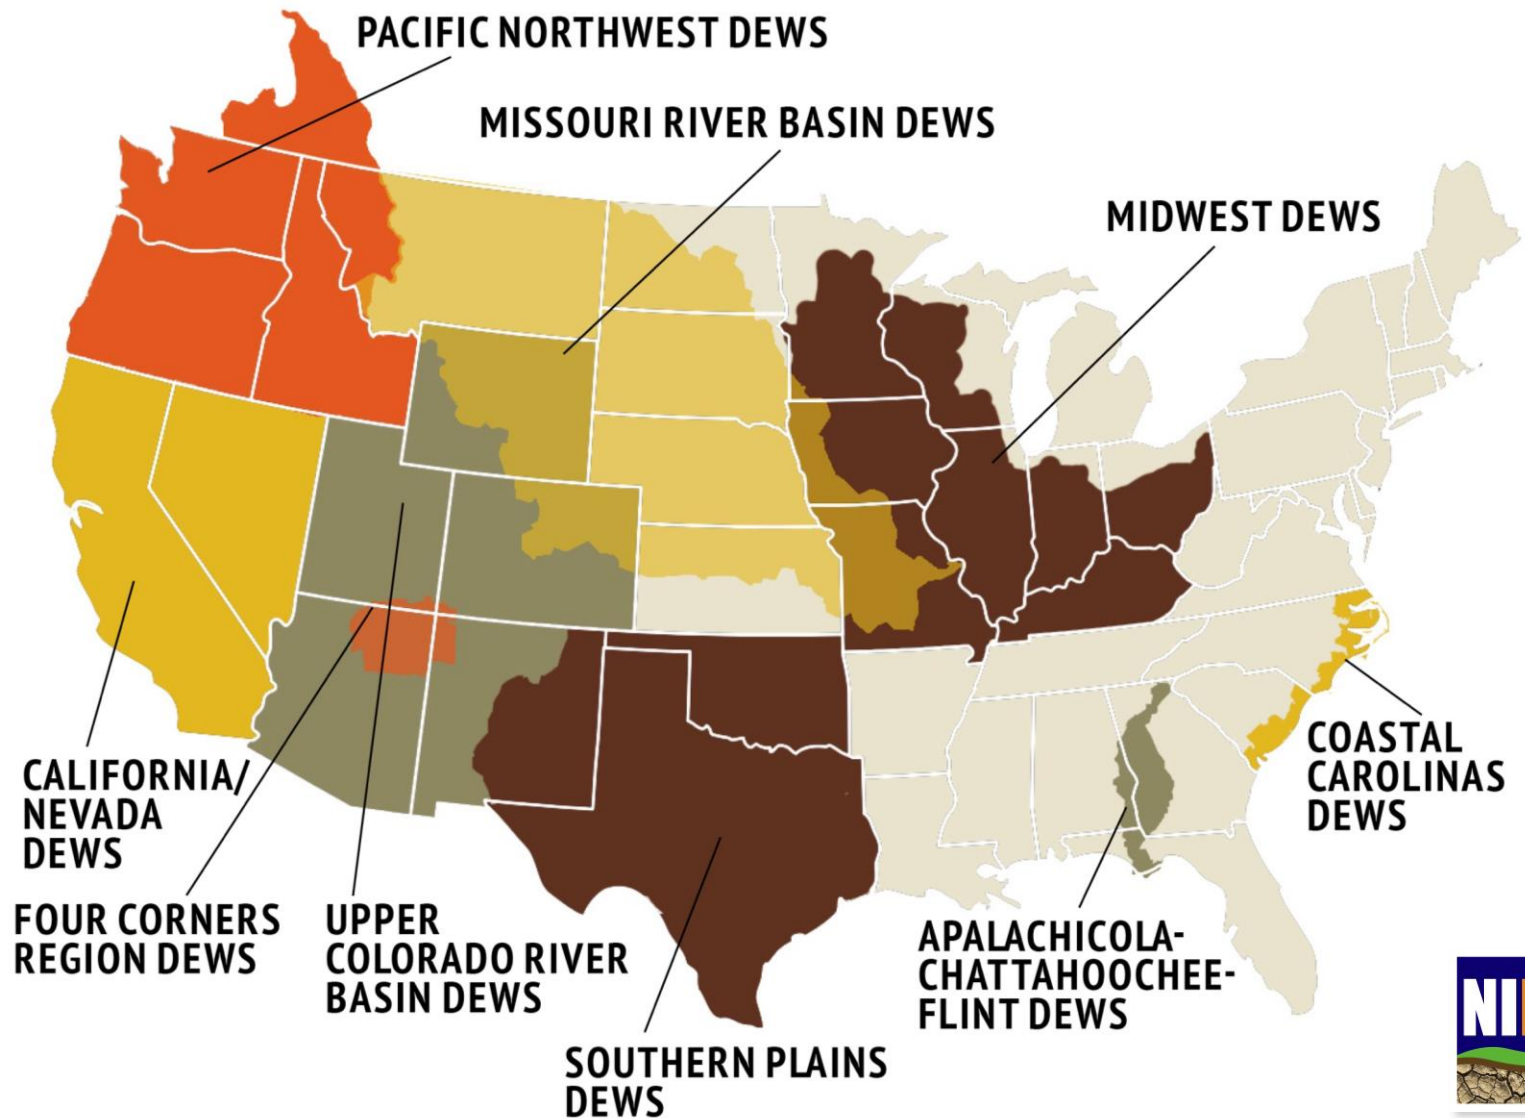 PACIFIC NORTHWEST DEWS
MISSOURI RIVER BASIN DEWS
MIDWEST DEWS
COASTAL
CAROLINAS
DEWS
CALIFORNIA/
NEVADA
DEWS
FOUR CORNERS
REGION DEWS
UPPER
COLORADO RIVER
BASIN DEWS
APALACHICOLA-
CHATTAHOOCHEE-
FLINT DEWS
SOUTHERN PLAINS
DEWS